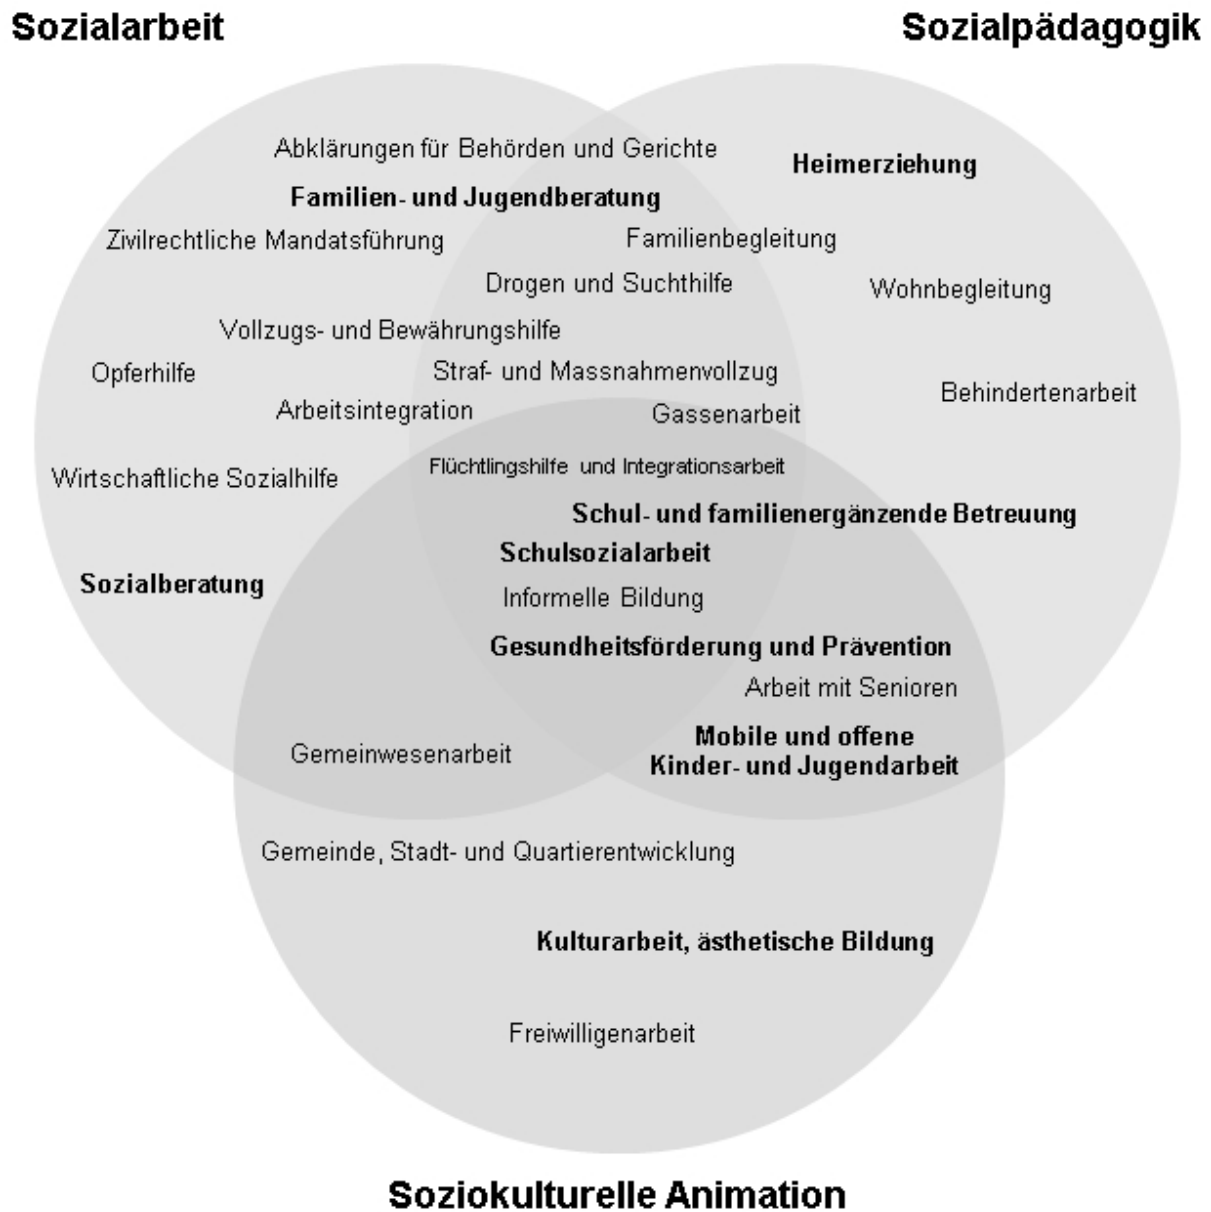 Sozialarbeit
Sozialpädagogik
Abklärungen für Behörden und Gerichte
Heimerziehung
Familien- und Jugendberatung
Zivilrechtliche Mandatsführung
Familienbegleitung
Drogen und Suchthilfe
Wohnbegleitung
Vollzugs- und Bewährungshilfe
Opferhilfe
Straf- und Massnahmenvollzug
Behindertenarbeit
Arbeitsintegration
Gassenarbeit
Wirtschaftliche Sozialhilfe
Flüchtlingshilfe und Integrationsarbeit
Schul- und familienergänzende Betreuung
Schulsozialarbeit
Sozialberatung
Informelle Bildung
Gesundheitsförderung und Prävention
Arbeit mit Senioren
Mobile und offene
Kinder- und Jugendarbeit
Gemeinwesenarbeit
Gemeinde, Stadt- und Quartierentwicklung
Kulturarbeit, ästhetische Bildung
Freiwilligenarbeit
Soziokulturelle Animation